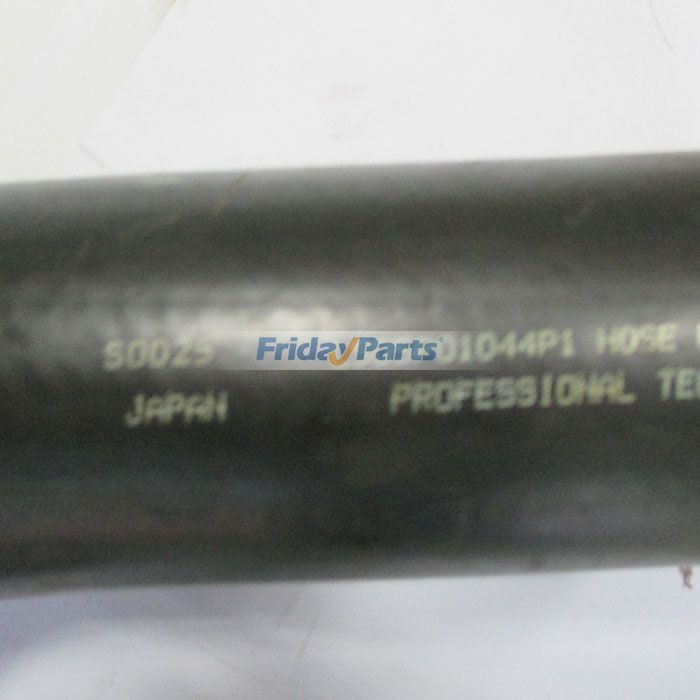 S0025 FridayParts 01044P1 HOSE
JAPAN PROFESSIONAL